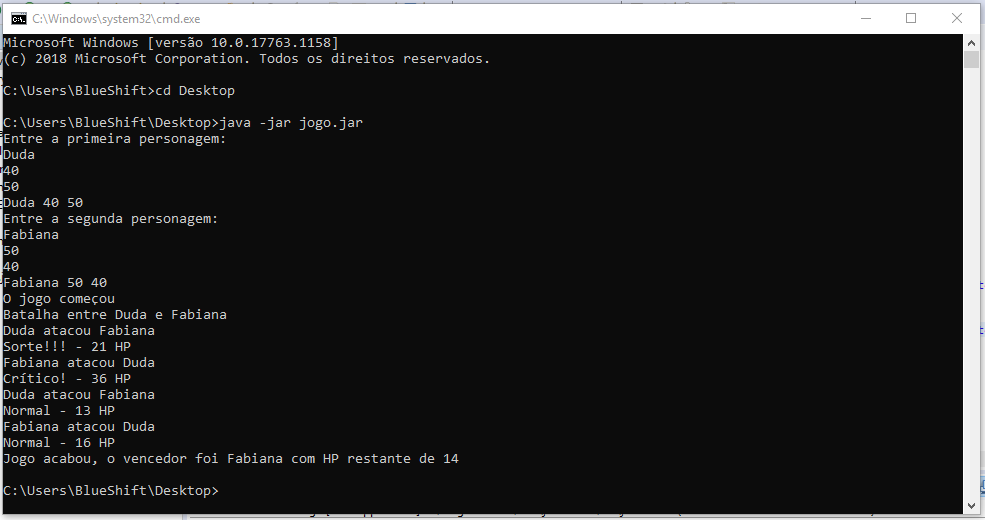 C:\Windows\system32\cmd.exe
Microsoft Windows [versão 10.0.17763.1158]
(c) 2018 Microsoft Corporation. Todos os direitos reservados.
C:\Users\BlueShift>cd Desktop
C:\Users\BlueShift\Desktop>java -jar jogo.jar
Entre a primeira personagem:
Duda
40
50
Duda 40 50
Entre a segunda personagem:
Fabiana
50
40
Fabiana 50 40
O jogo começou
Batalha entre Duda e Fabiana
Duda atacou Fabiana
Sorte!!! - 21 HP
Fabiana atacou Duda
Crítico! - 36 HP
Duda atacou Fabiana
Normal - 13 HP
Fabiana atacou Duda
Normal - 16 HP
Jogo acabou, o vencedor foi Fabiana com HP restante de 14
C:\Users\BlueShift\Desktop>